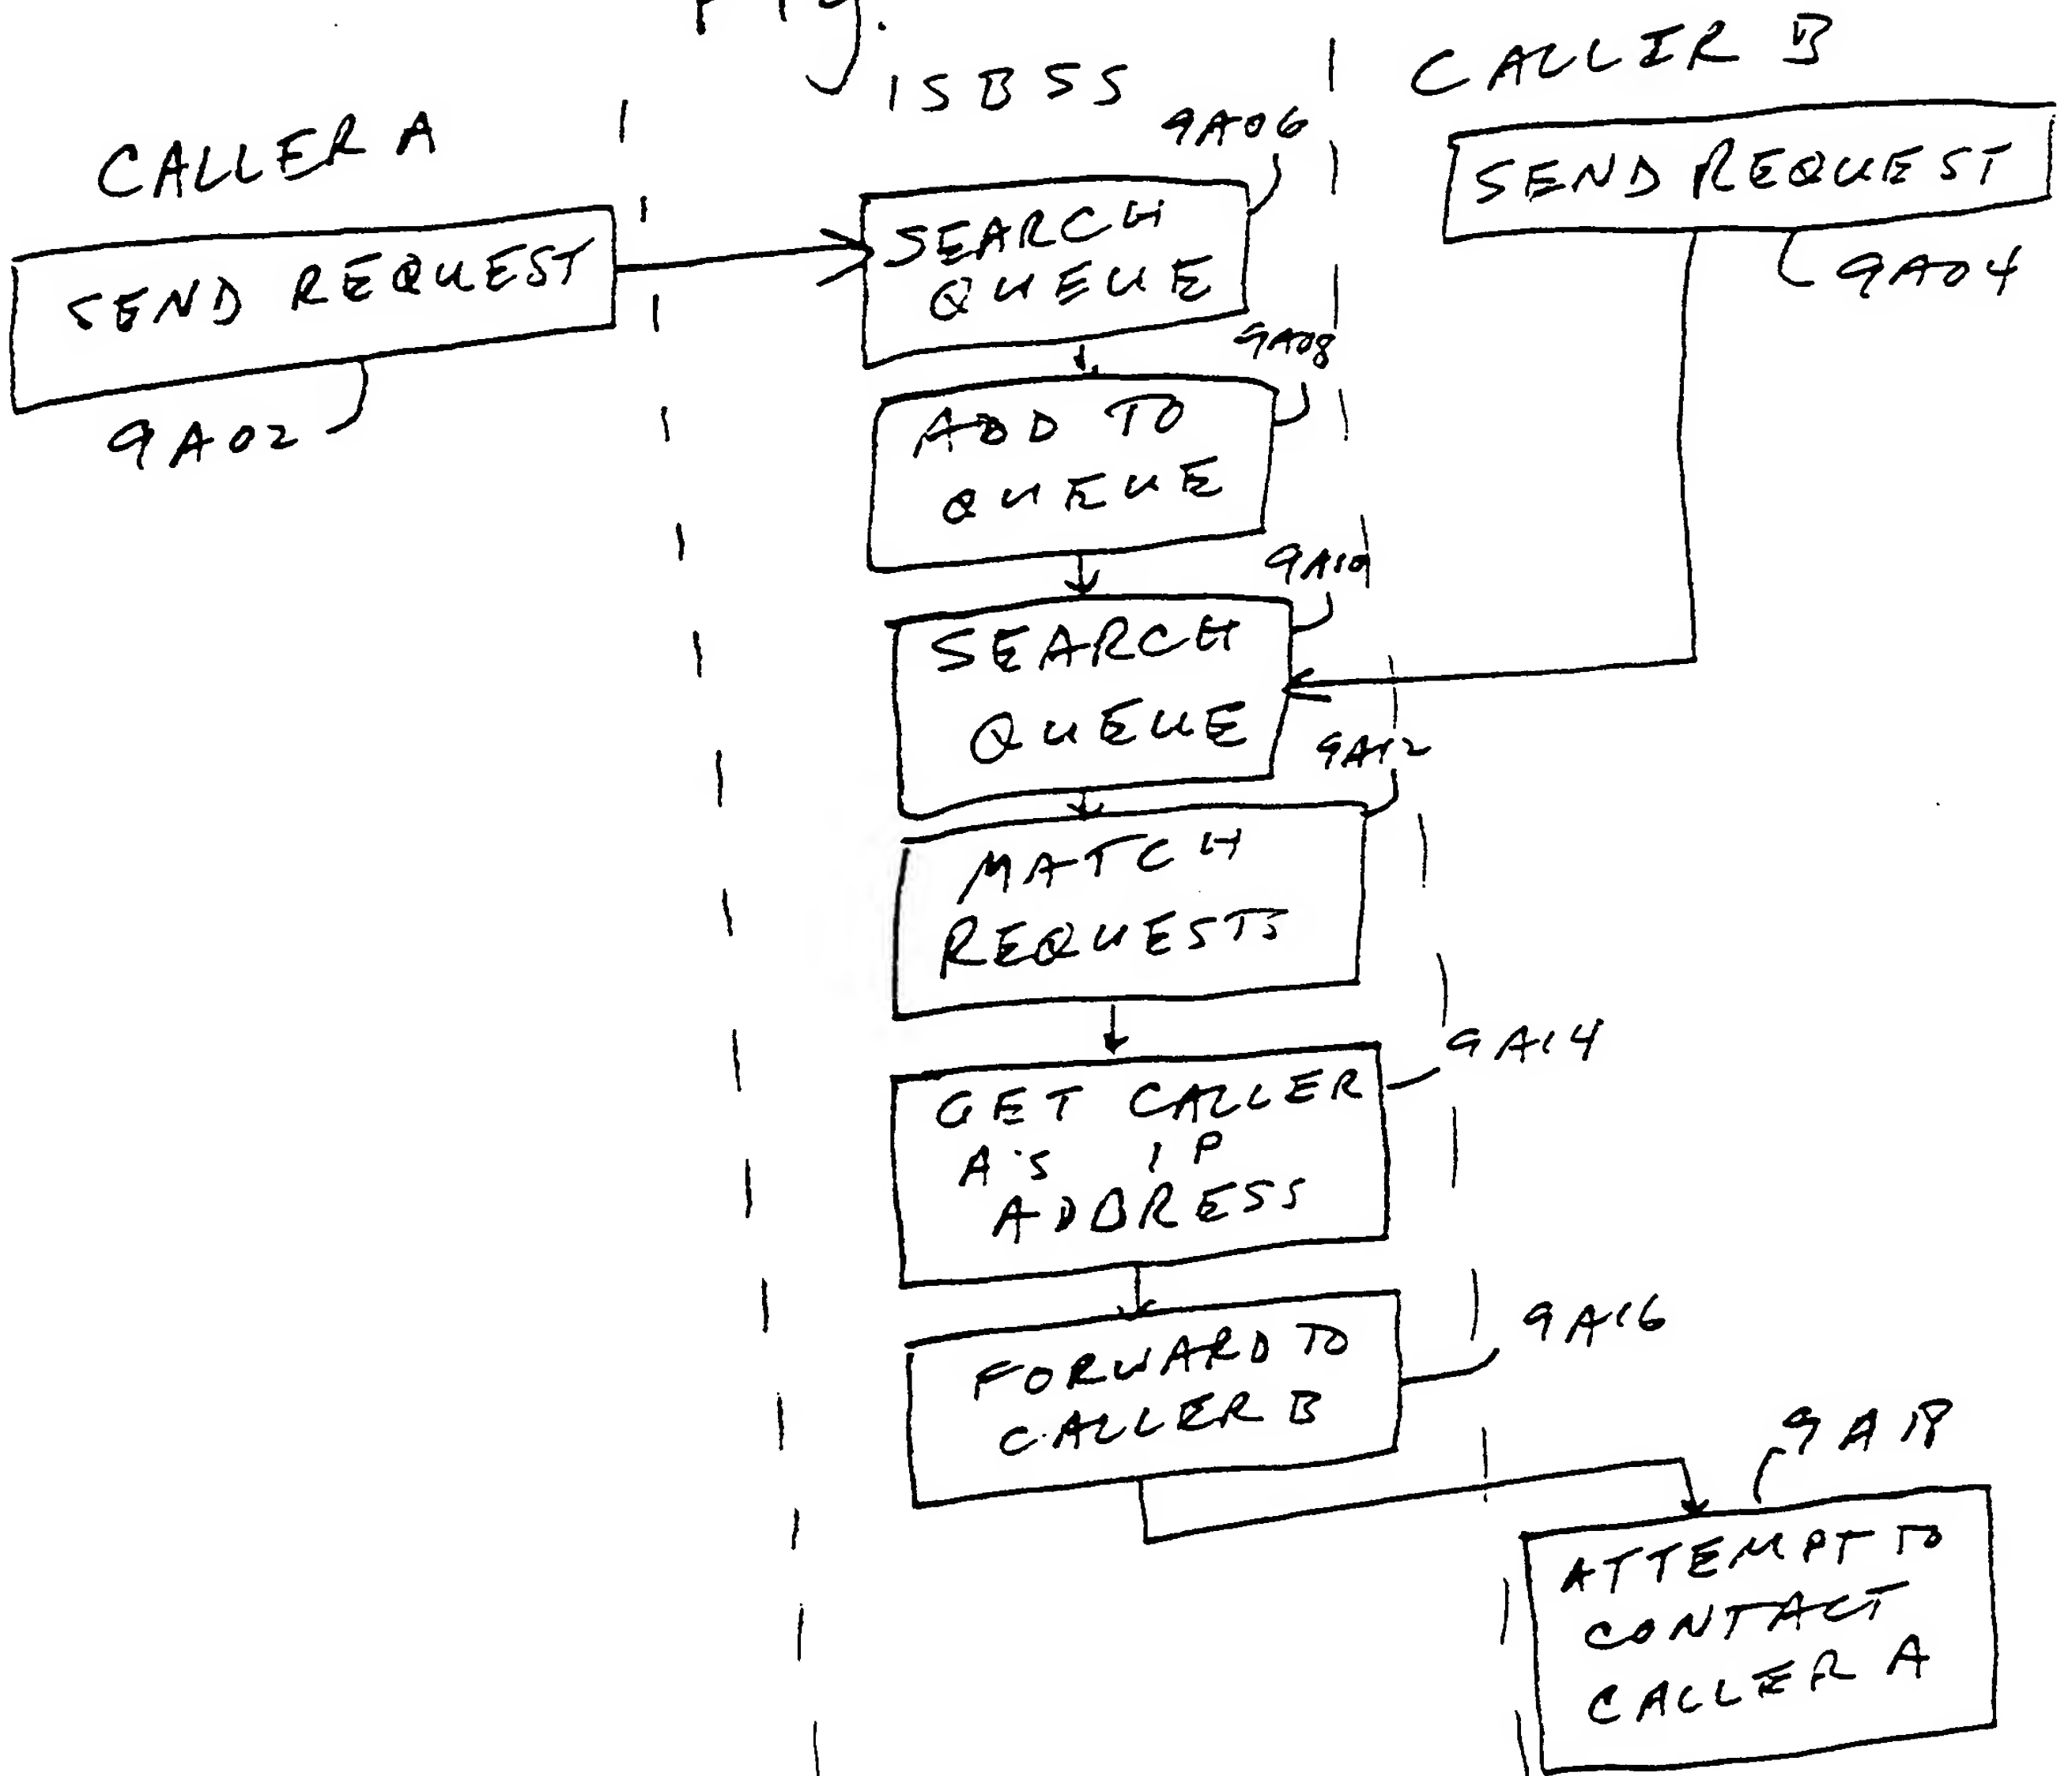 Fig.
ISBSS
CALLER B
CALLER A
9A06
SEND REQUEST
SEARCH
QUEUE
9A04
SEND REQUEST
9A02
9A08
ADD TO
QUEUE
9A10
SEARCH
QUEUE
9A12
MATCH
REQUESTS
9A14
GET CALLER
A'S IP
ADDRESS
9A16
FORWARD TO
CALLER B
9A18
ATTEMPT TO
CONTACT
CALLER A